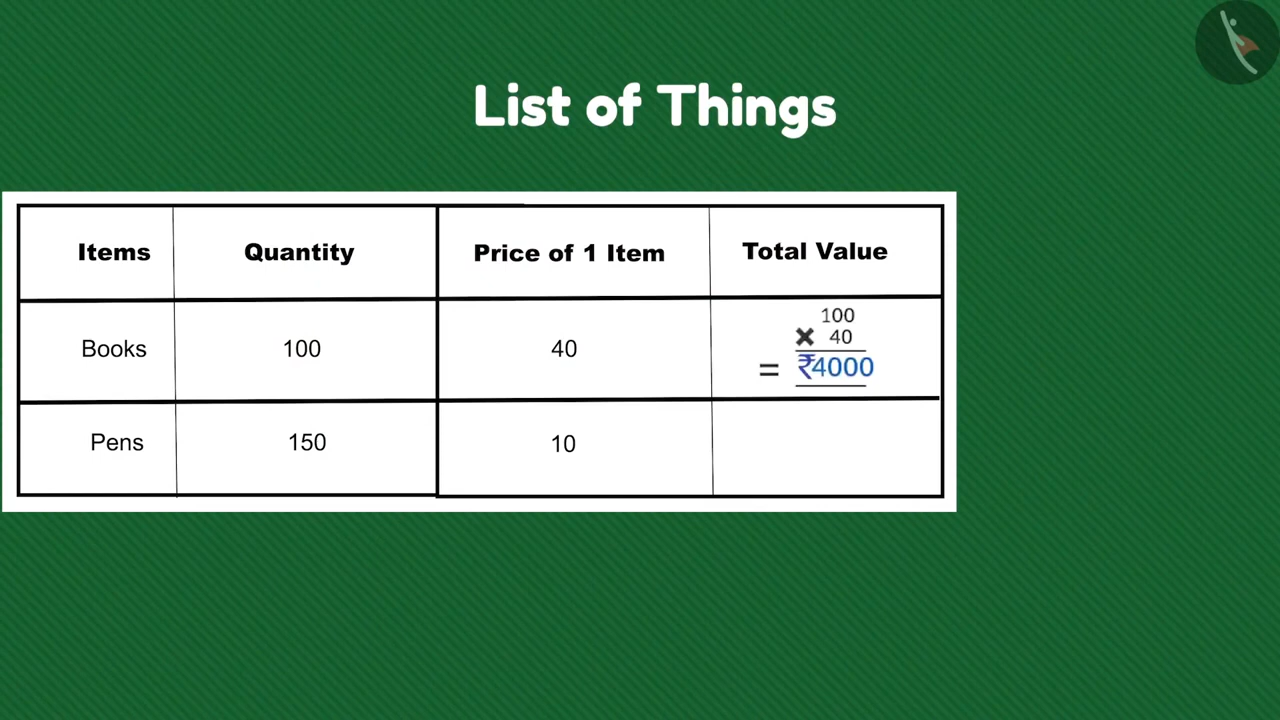 List of Things
Items Quantity Price of 1 Item Total Value
Books 100 40 100
✖ 40
= ₹4000
Pens 150 10